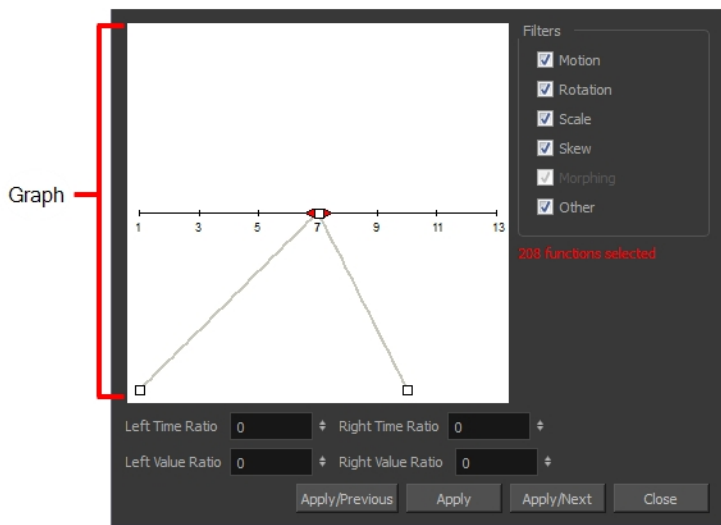 Graph
Filters
Motion
Rotation
Scale
Skew
Morphing
Other
208 functions selected
1 3 5 7 9 11 13
Left Time Ratio 0 Right Time Ratio 0
Left Value Ratio 0 Right Value Ratio 0
Apply/Previous Apply Apply/Next Close